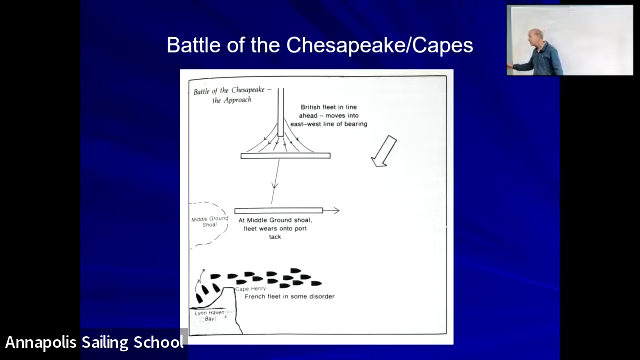 Battle of the Chesapeake/Capes
Battle of the Chesapeake –
the Approach
British fleet in line
ahead – moves into
east–west line of bearing
Middle Ground
Shoal
At Middle Ground shoal,
fleet wears onto port
tack
Cape Henry
French fleet in some disorder
Lynn Haven
Bay
Annapolis Sailing School